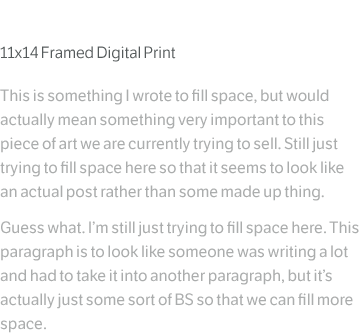 11x14 Framed Digital Print
This is something I wrote to fill space, but would
actually mean something very important to this
piece of art we are currently trying to sell. Still just
trying to fill space here so that it seems to look like
an actual post rather than some made up thing.
Guess what. I'm still just trying to fill space here. This
paragraph is to look like someone was writing a lot
and had to take it into another paragraph, but it's
actually just some sort of BS so that we can fill more
space.